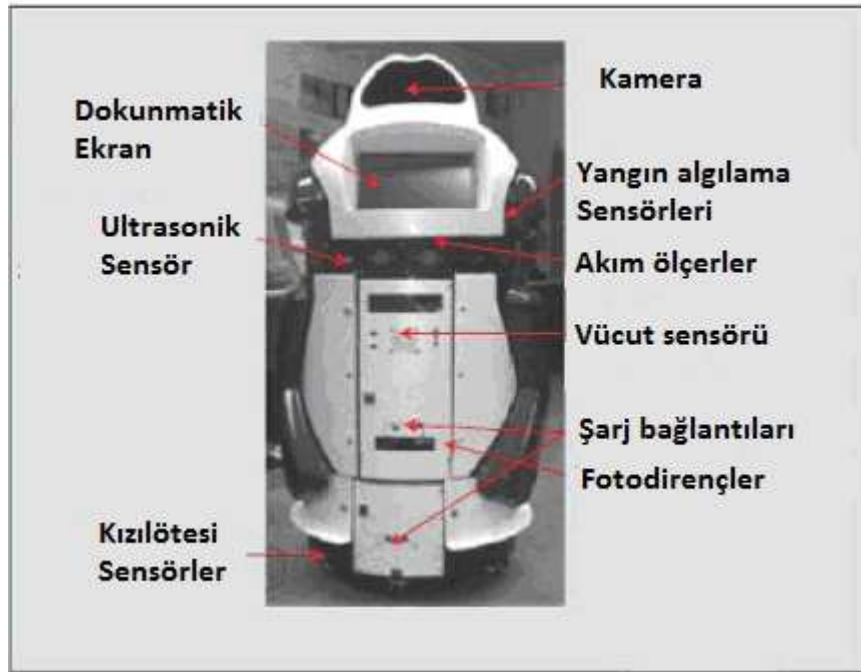 Kamera
Dokunmatik
Ekran
Yangın algılama
Sensörleri
Ultrasonik
Sensör
Akım ölçerler
Vücut sensörü
Şarj bağlantıları
Fotodirençler
Kızılötesi
Sensörler